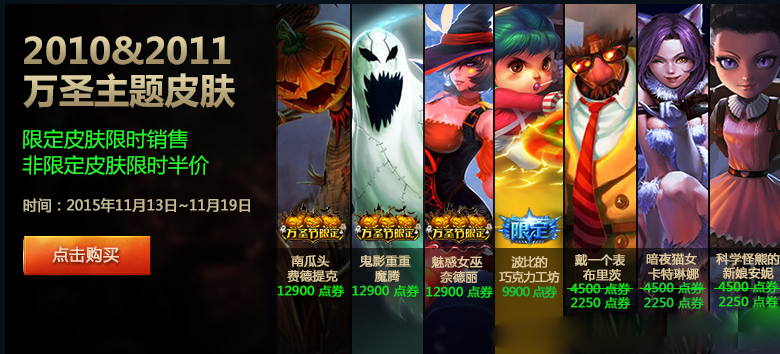 2010&2011
万圣主题皮肤
限定皮肤限时销售
非限定皮肤限时半价
时间：2015年11月13日~11月19日
点击购买
万圣节限定
南瓜头
费德提克
12900 点券
万圣节限定
鬼影重重
魔腾
12900 点券
万圣节限定
魅惑女巫
奈德丽
12900 点券
限定
波比的
巧克力工坊
9900 点券
戴一个表
布里茨
4500 点券
2250 点券
暗夜猫女
卡特琳娜
4500 点券
2250 点券
科学怪熊的
新娘安妮
4500 点券
2250 点券